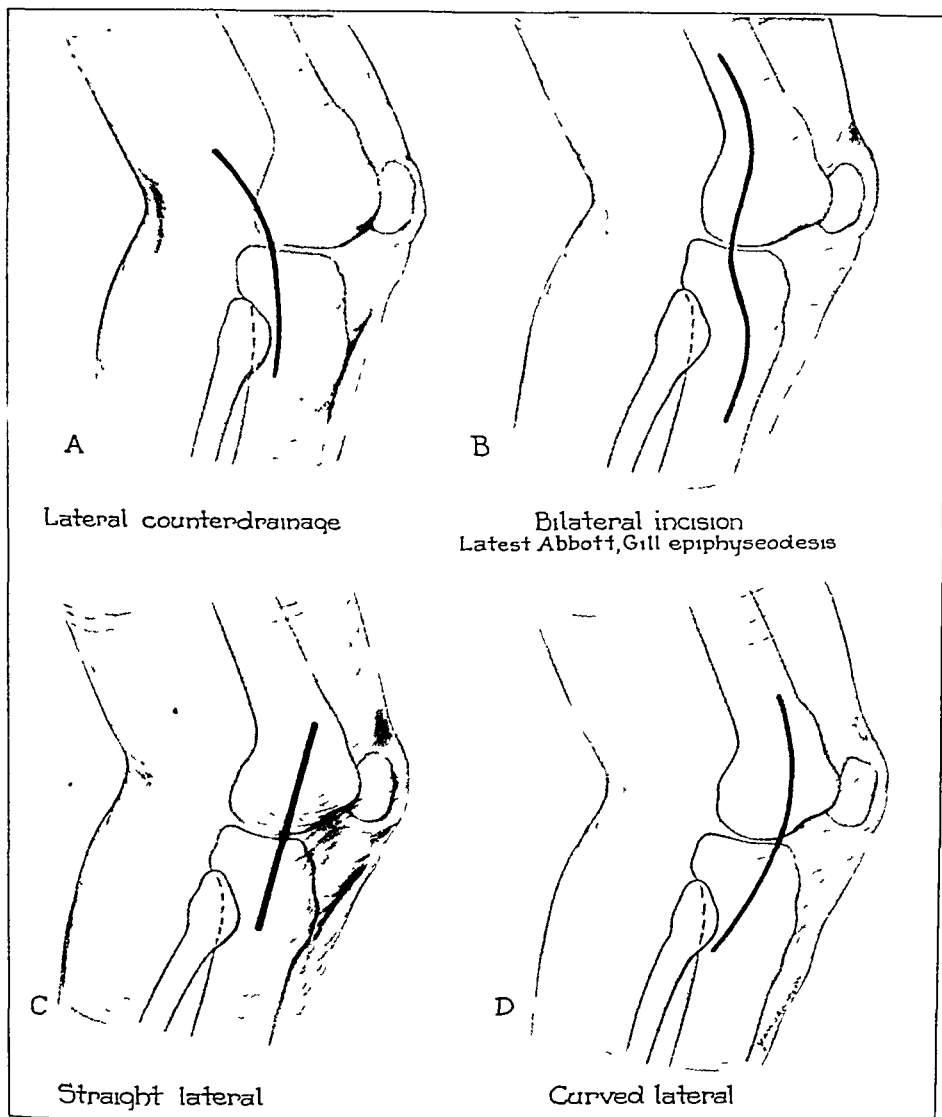 A
B
Lateral counterdrainage
Bilateral incision
Latest Abbott, Gill epiphyseodesis
C
D
Straight lateral
Curved lateral